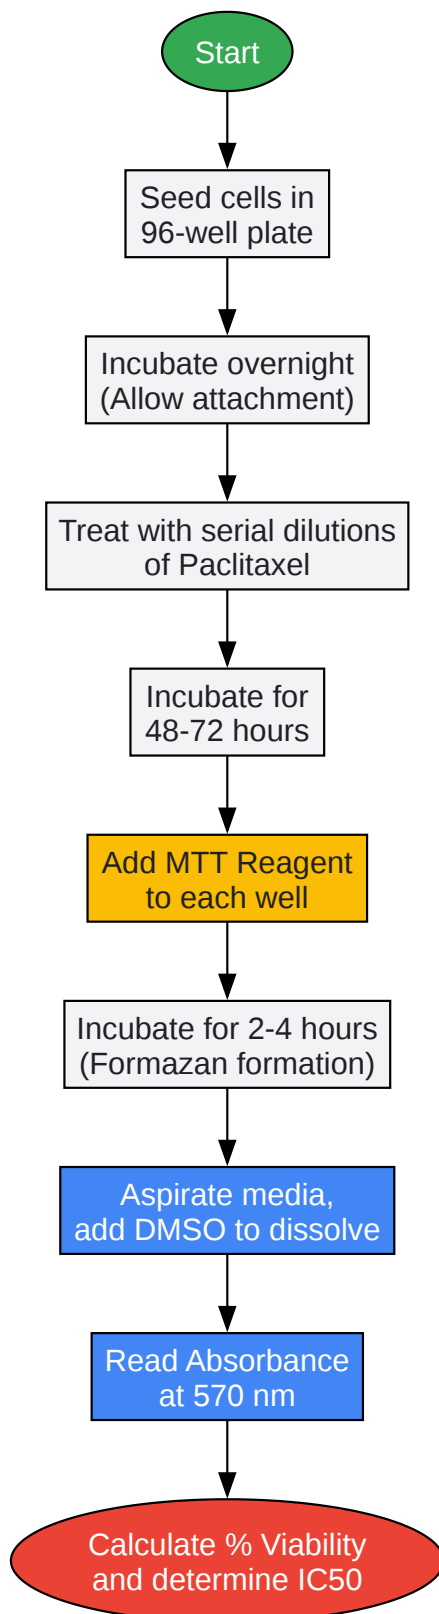 Start
Seed cells in
96-well plate
Incubate overnight
(Allow attachment)
Treat with serial dilutions
of Paclitaxel
Incubate for
48-72 hours
Add MTT Reagent
to each well
Incubate for 2-4 hours
(Formazan formation)
Aspirate media,
add DMSO to dissolve
Read Absorbance
at 570 nm
Calculate % Viability
and determine IC50